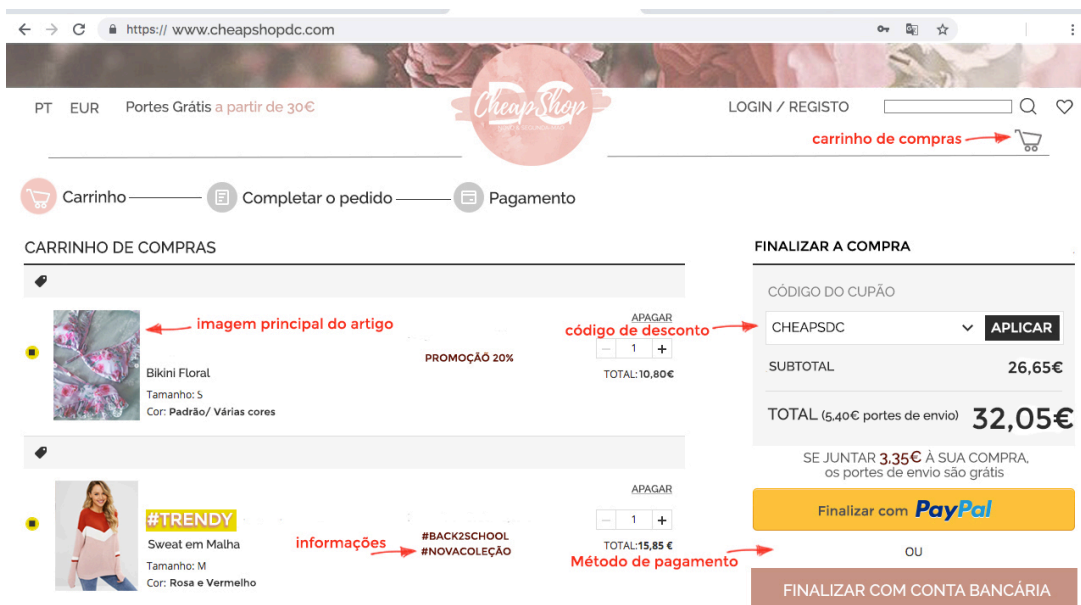 https:// www.cheapshopdc.com
PT EUR Portes Grátis a partir de 30€
DC
CheapShop
LOGIN / REGISTO
carrinho de compras
Carrinho
Completar o pedido
Pagamento
CARRINHO DE COMPRAS
imagem principal do artigo
Bikini Floral
Tamanho: S
Cor: Padrão/ Várias cores
PROMOÇÃO 20%
APAGAR
− 1 +
TOTAL:10,80€
#TRENDY
Sweat em Malha
Tamanho: M
Cor: Rosa e Vermelho
informações
#BACK2SCHOOL
#NOVACOLEÇÃO
APAGAR
− 1 +
TOTAL:15,85 €
FINALIZAR A COMPRA
CÓDIGO DO CUPÃO
código de desconto
CHEAPSDC APLICAR
SUBTOTAL 26,65€
TOTAL (5,40€ portes de envio) 32,05€
SE JUNTAR 3,35€ À SUA COMPRA,
os portes de envio são grátis
Finalizar com PayPal
Método de pagamento
OU
FINALIZAR COM CONTA BANCÁRIA